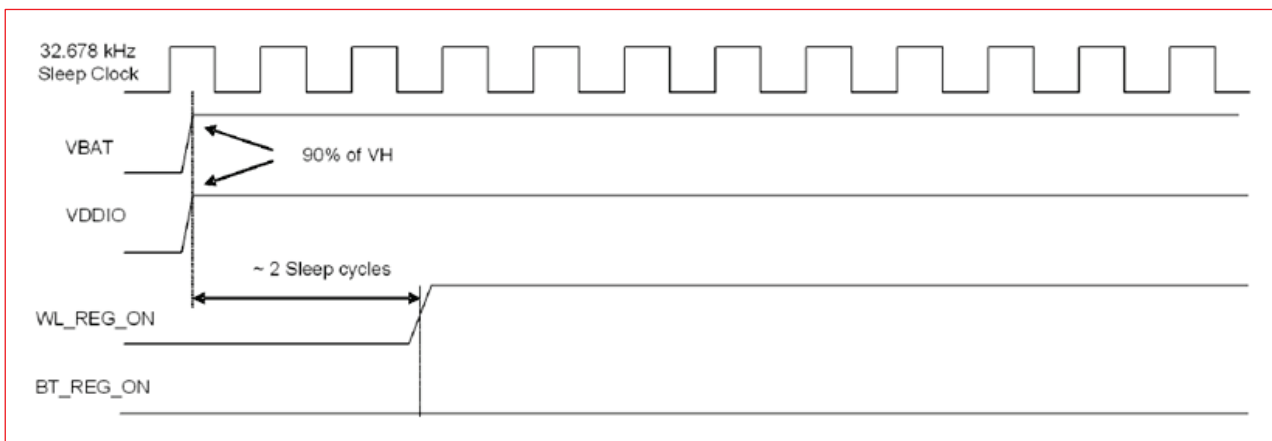 32.678 kHz
Sleep Clock
VBAT
90% of VH
VDDIO
~ 2 Sleep cycles
WL_REG_ON
BT_REG_ON